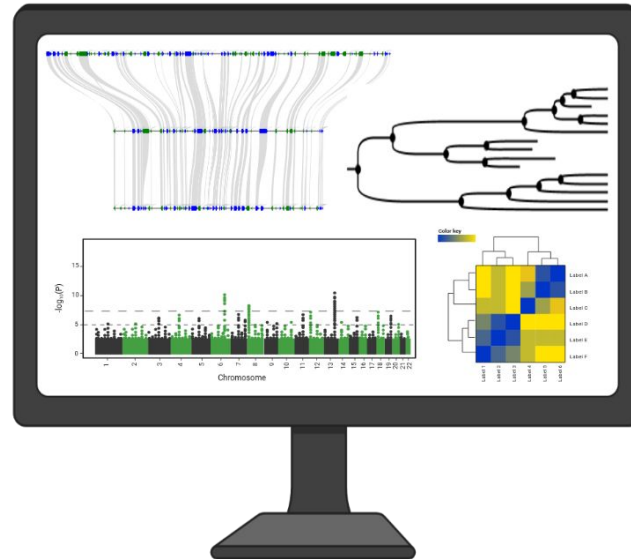 15
10
5
0
-log₁₀(P)
1 2 3 4 5 6 7 8 9 10 11 12 13 14 15 16 17 18 19 20 21 22
Chromosome
Color key
Label A
Label B
Label C
Label D
Label E
Label F
Label 1
Label 2
Label 3
Label 4
Label 5
Label 6